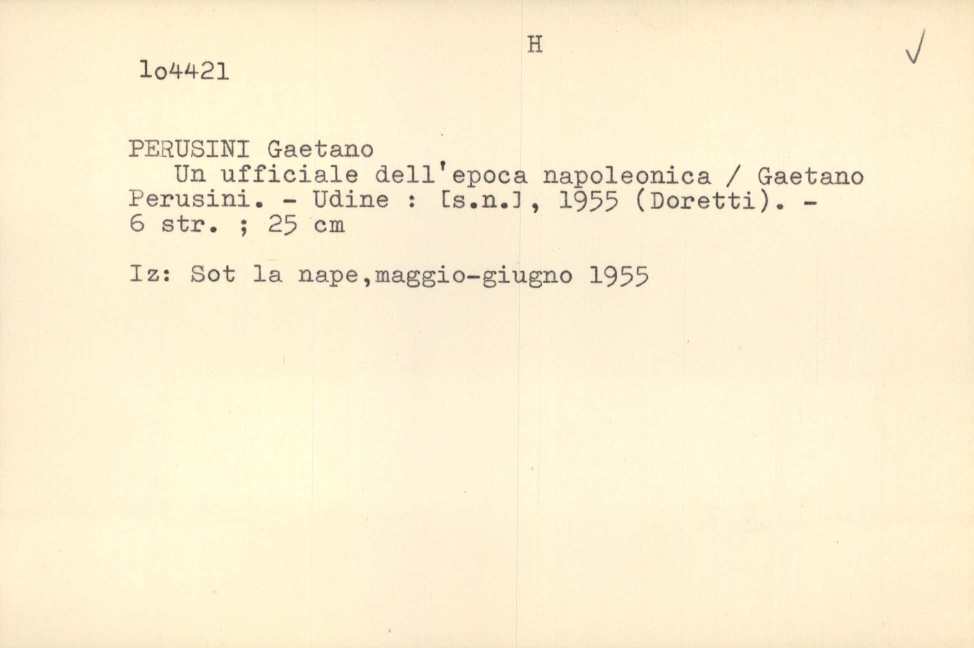 H
lo4421
PERUSINI Gaetano
Un ufficiale dell'epoca napoleonica / Gaetano
Perusini. - Udine : [s.n.], 1955 (Doretti). -
6 str. ; 25 cm
Iz: Sot la nape,maggio-giugno 1955